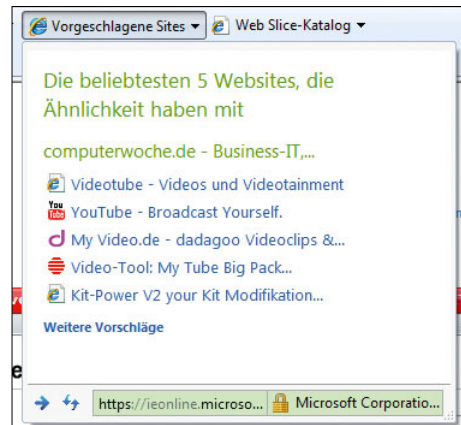 Vorgeschlagene Sites Web Slice-Katalog
Die beliebtesten 5 Websites, die
Ähnlichkeit haben mit
computerwoche.de - Business-IT,...
Videotube - Videos und Videotainment
You Tube YouTube - Broadcast Yourself.
My Video.de - dadagoo Videoclips &...
Video-Tool: My Tube Big Pack...
Kit-Power V2 your Kit Modifikation...
Weitere Vorschläge
https://ieonline.microso... Microsoft Corporatio...